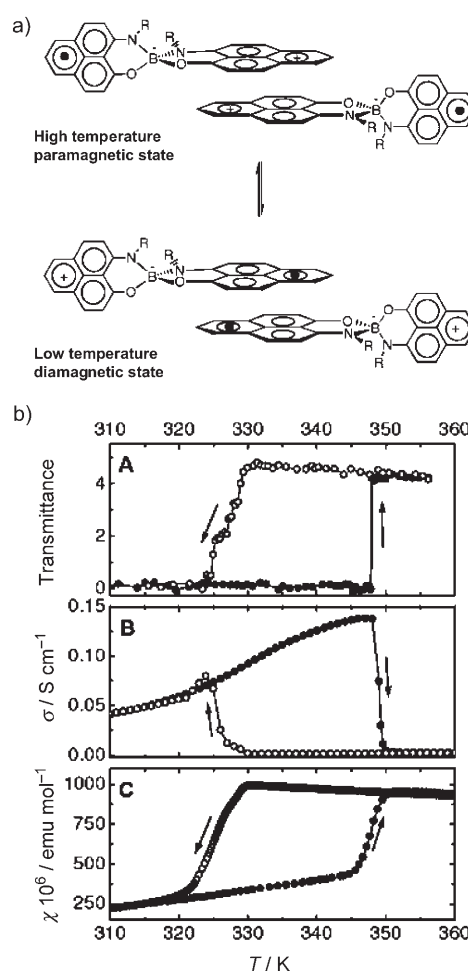 a)
R
N
B
-
R
N
O
O
+
+
O
N
R
B
-
O
N
R
High temperature
paramagnetic state
R
N
B
-
R
N
O
O
+
Low temperature
diamagnetic state
O
N
R
B
-
O
N
R
+
b)
310 320 330 340 350 360
A
Transmittance
4
2
0
B
σ / S cm⁻¹
0.15
0.10
0.05
0.00
C
χ 10⁶ / emu mol⁻¹
1000
750
500
250
310 320 330 340 350 360
T / K